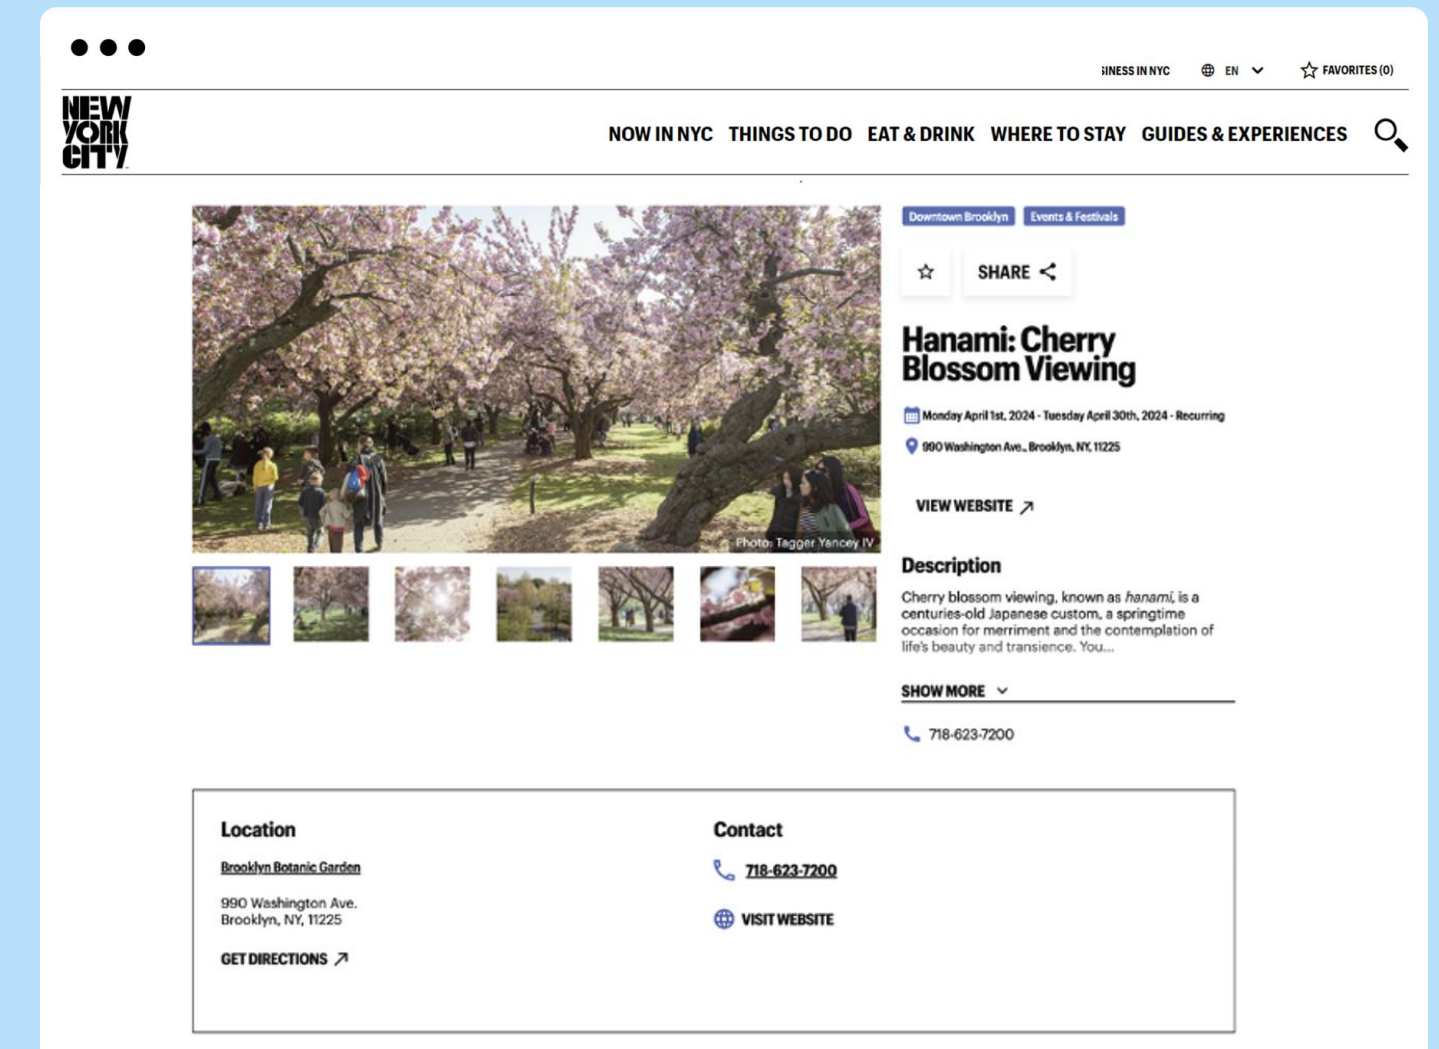 SINESS IN NYC EN FAVORITES (0)
NEW
YORK
CITY
NOW IN NYC THINGS TO DO EAT & DRINK WHERE TO STAY GUIDES & EXPERIENCES
Downtown Brooklyn Events & Festivals
SHARE
Hanami: Cherry
Blossom Viewing
Monday April 1st, 2024 - Tuesday April 30th, 2024 - Recurring
990 Washington Ave., Brooklyn, NY, 11225
VIEW WEBSITE
Photo: Tagger Yancey IV
Description
Cherry blossom viewing, known as hanami, is a
centuries-old Japanese custom, a springtime
occasion for merriment and the contemplation of
life's beauty and transience. You...
SHOW MORE
718-623-7200
Location
Brooklyn Botanic Garden
990 Washington Ave.
Brooklyn, NY, 11225
GET DIRECTIONS
Contact
718-623-7200
VISIT WEBSITE